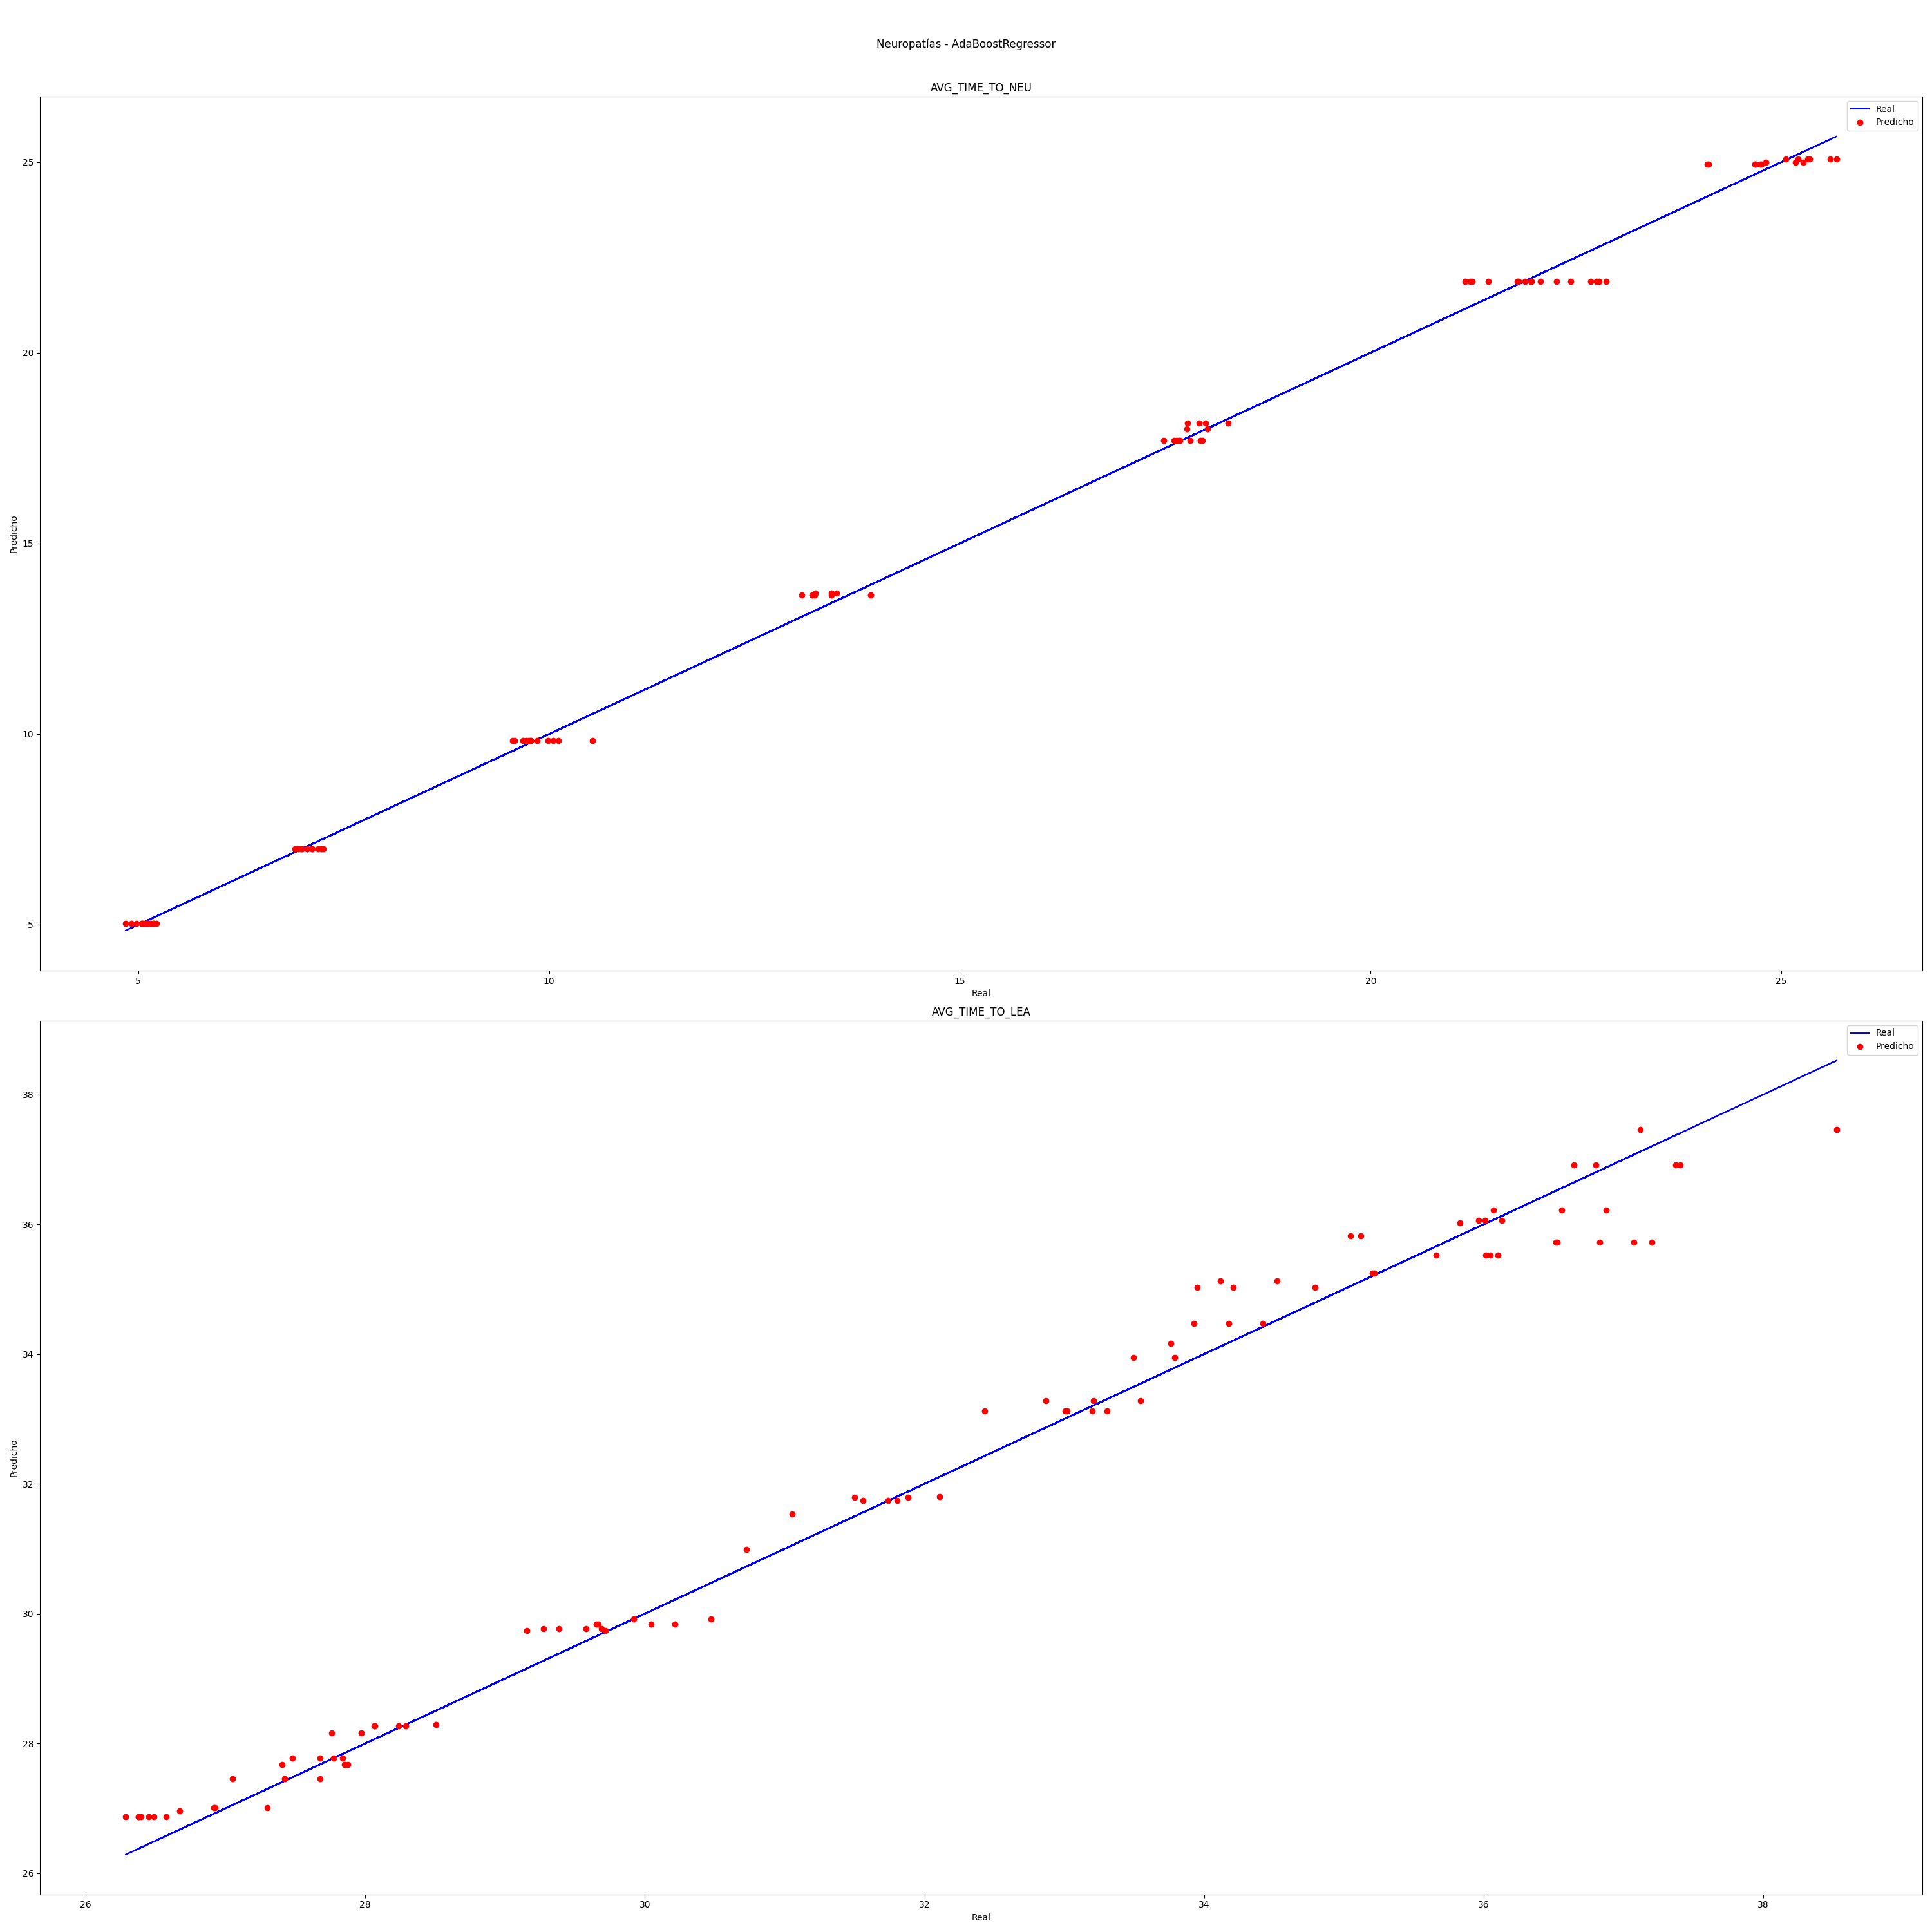 Neuropatías - AdaBoostRegressor
AVG_TIME_TO_NEU
Real
Predicho
25
20
15
10
5
Predicho
5 10 15 20 25
Real
AVG_TIME_TO_LEA
Real
Predicho
38
36
34
32
30
28
26
Predicho
26 28 30 32 34 36 38
Real